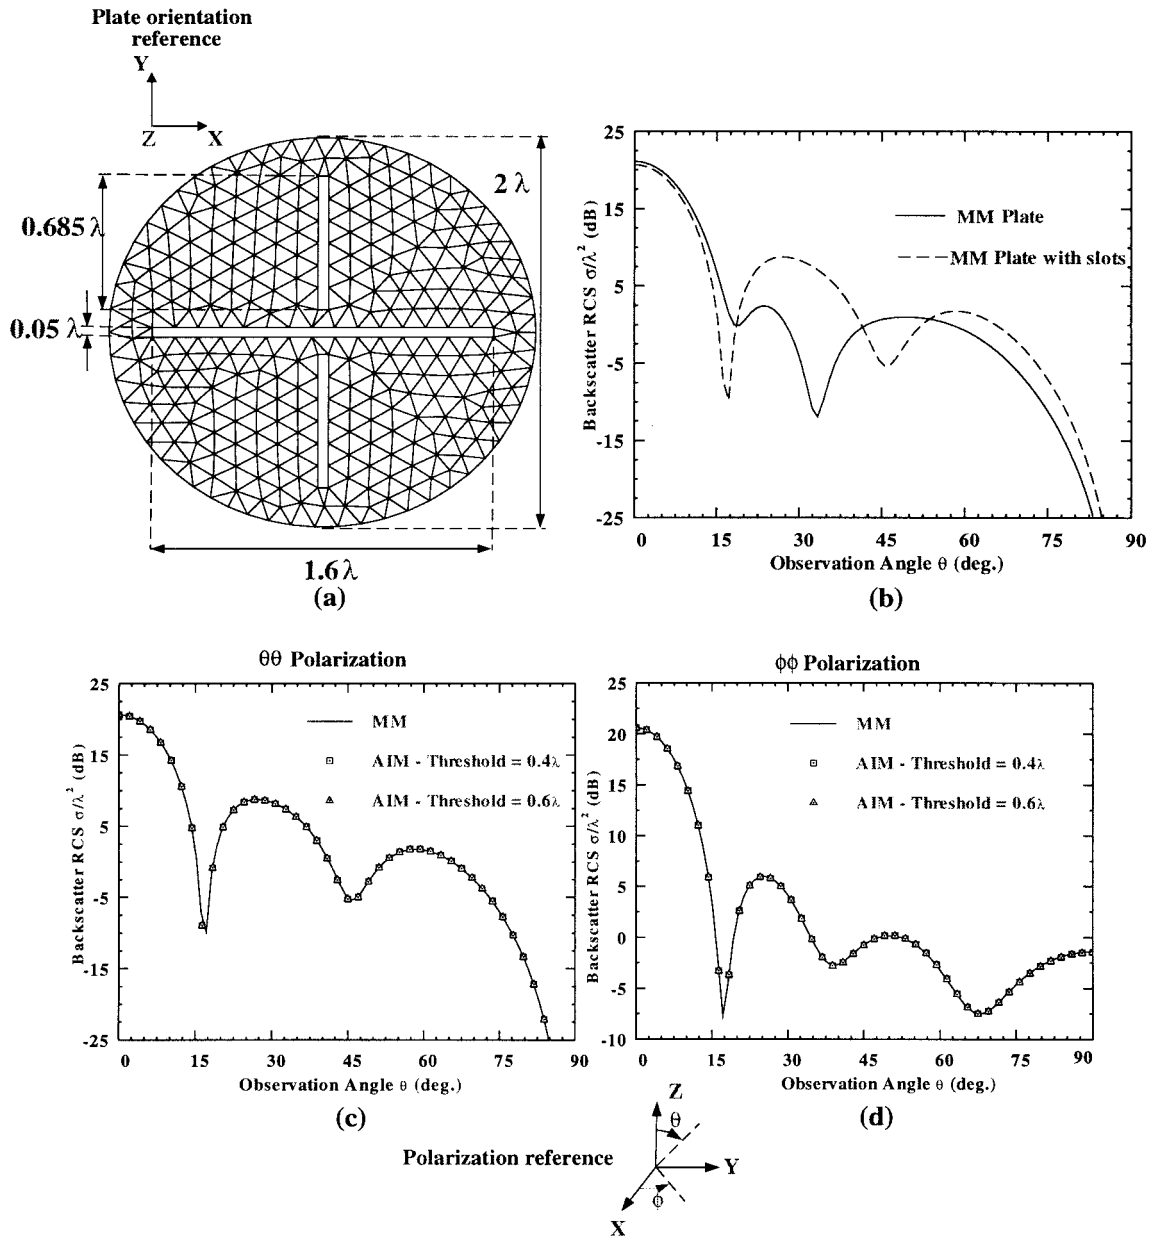 Plate orientation
reference
Y
Z X
2 λ
0.685 λ
0.05 λ
1.6 λ
(a)
Backscatter RCS σ/λ² (dB)
25
15
5
-5
-15
-25
MM Plate
MM Plate with slots
0 15 30 45 60 75 90
Observation Angle θ (deg.)
(b)
θθ Polarization
Backscatter RCS σ/λ² (dB)
25
15
5
-5
-15
-25
MM
AIM - Threshold = 0.4λ
AIM - Threshold = 0.6λ
0 15 30 45 60 75 90
Observation Angle θ (deg.)
(c)
ϕϕ Polarization
Backscatter RCS σ/λ² (dB)
25
20
15
10
5
0
-5
-10
MM
AIM - Threshold = 0.4λ
AIM - Threshold = 0.6λ
0 15 30 45 60 75 90
Observation Angle θ (deg.)
(d)
Polarization reference
Z
θ
Y
ϕ
X